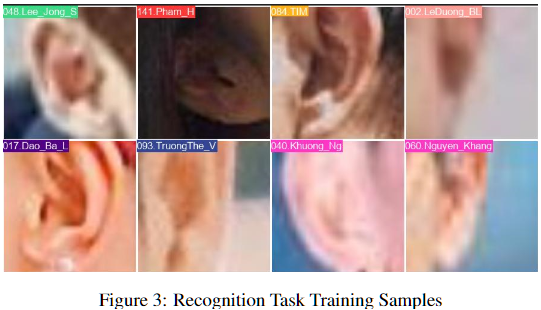 048.Lee_Jong_S
141.Pham_H
084.TIM
002.LeDuong_BL
017.Dao_Ba_L
093.TruongThe_V
040.Khuong_Ng
060.Nguyen_Khang
Figure 3: Recognition Task Training Samples